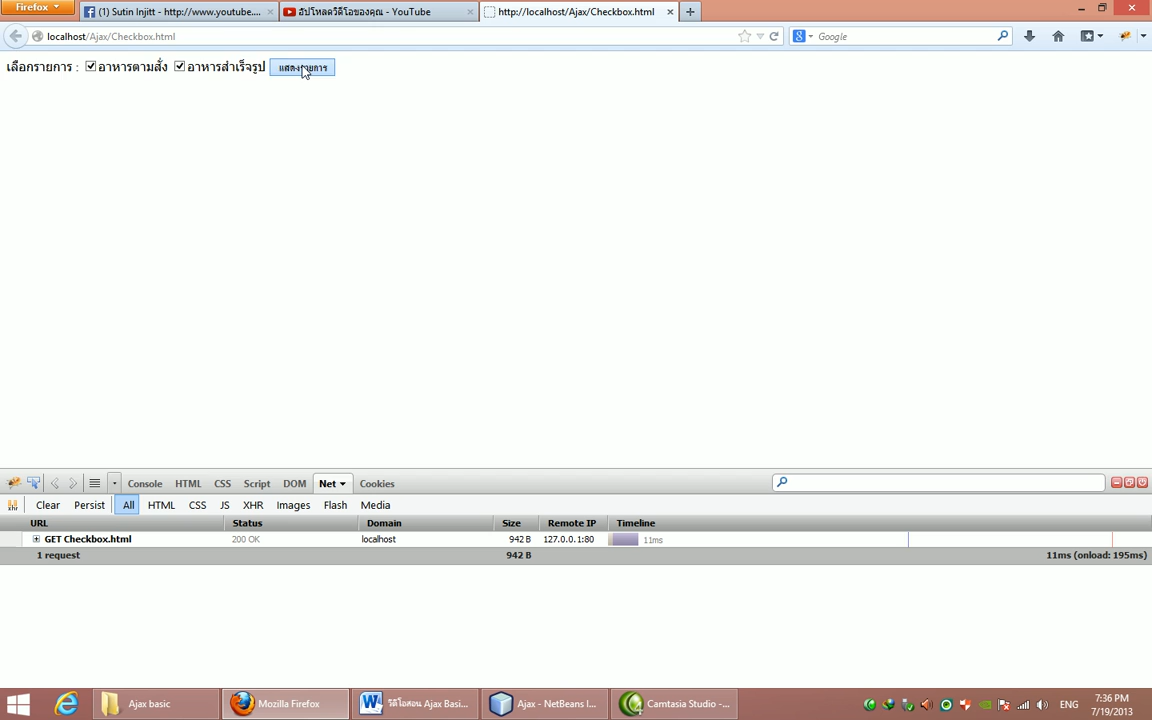 Firefox
(1) Sutin Injitt - http://www.youtube....
อัปโหลดวิดีโอของคุณ - YouTube
http://localhost/Ajax/Checkbox.html
localhost/Ajax/Checkbox.html
Google
เลือกรายการ : อาหารตามสั่ง อาหารสำเร็จรูป แสดงรายการ
Console HTML CSS Script DOM Net Cookies
Clear Persist All HTML CSS JS XHR Images Flash Media
URL Status Domain Size Remote IP Timeline
GET Checkbox.html 200 OK localhost 942 B 127.0.0.1:80 11ms
1 request 942 B 11ms (onload: 195ms)
Ajax basic
Mozilla Firefox
วิดีโอสอน Ajax Basi...
Ajax - NetBeans I...
Camtasia Studio -...
ENG
7:36 PM
7/19/2013